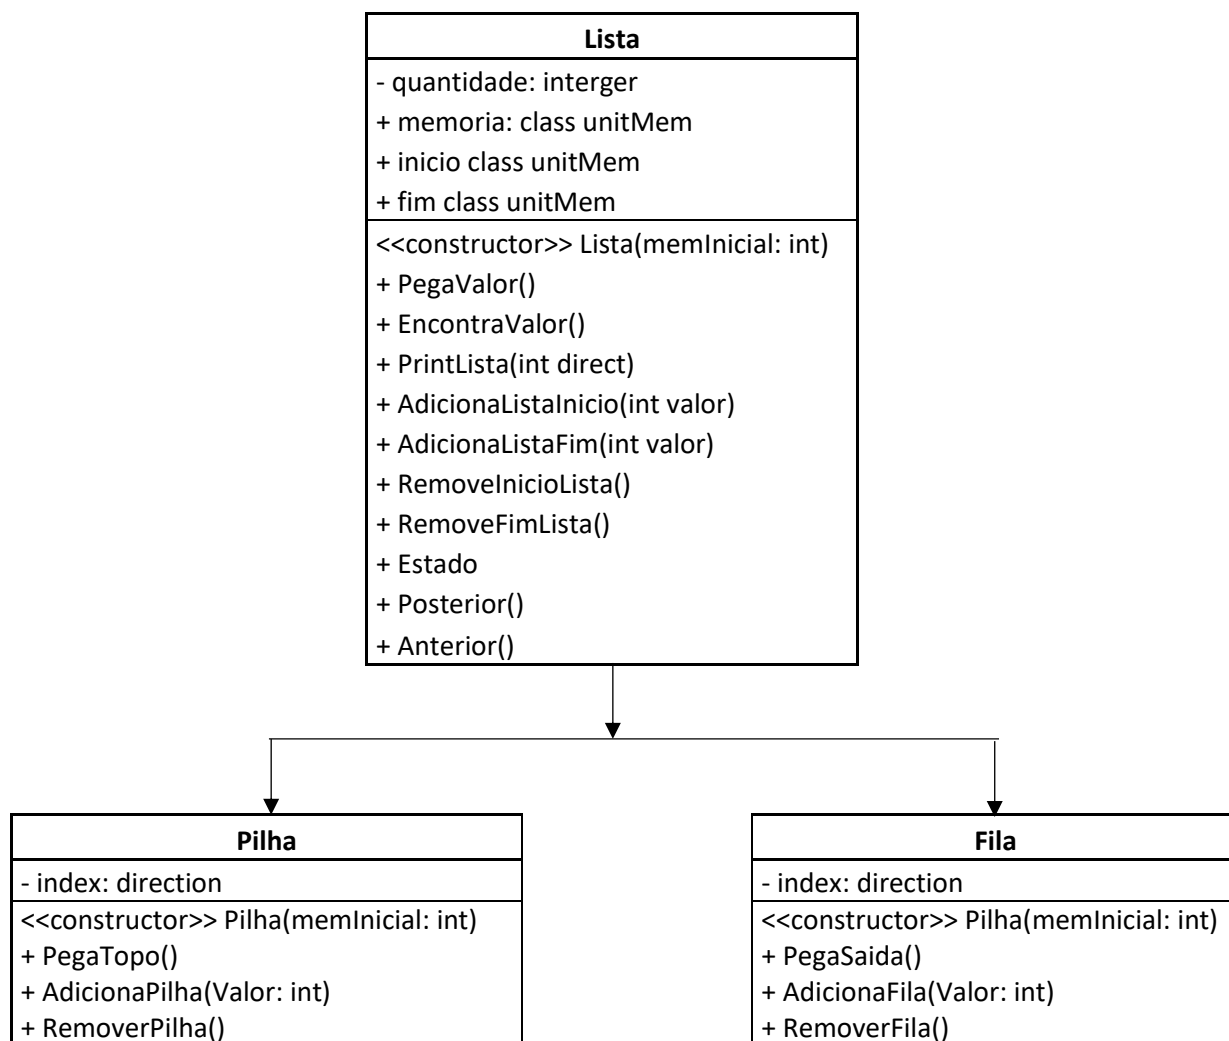 Lista
- quantidade: interger
+ memoria: class unitMem
+ inicio class unitMem
+ fim class unitMem
<<constructor>> Lista(memInicial: int)
+ PegaValor()
+ EncontraValor()
+ PrintLista(int direct)
+ AdicionaListaInicio(int valor)
+ AdicionaListaFim(int valor)
+ RemoveInicioLista()
+ RemoveFimLista()
+ Estado
+ Posterior()
+ Anterior()
Pilha
- index: direction
<<constructor>> Pilha(memInicial: int)
+ PegaTopo()
+ AdicionaPilha(Valor: int)
+ RemoverPilha()
Fila
- index: direction
<<constructor>> Pilha(memInicial: int)
+ PegaSaida()
+ AdicionaFila(Valor: int)
+ RemoverFila()